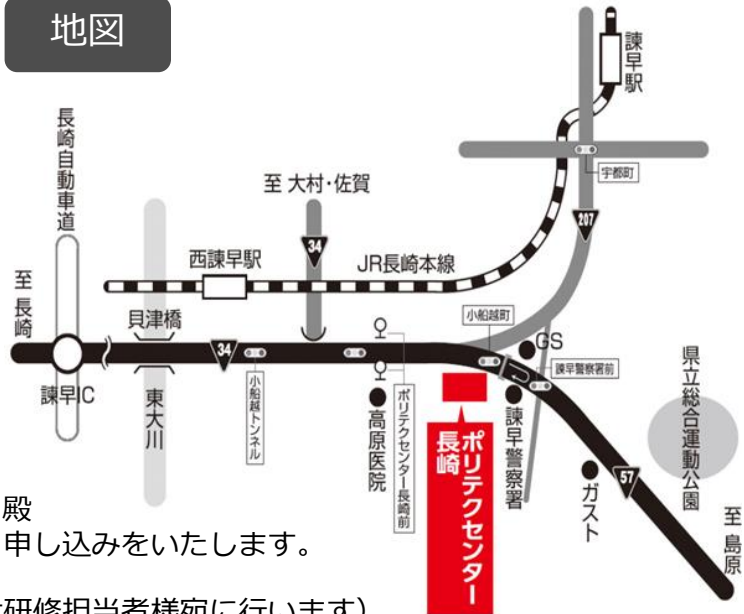 地図
諫早駅
長崎自動車道
宇都町
至 大村・佐賀
34
207
西諫早駅
JR長崎本線
至 長崎
貝津橋
小船越町
GS
34
諫早警察署前
諫早IC
東大川
小船越トンネル
高原医院
ポリテクセンター長崎前
ポリテクセンター
長崎
諫早警察署
県立総合運動公園
ガスト
57
至 島原
殿
申し込みをいたします。
研修担当者様宛に行います)